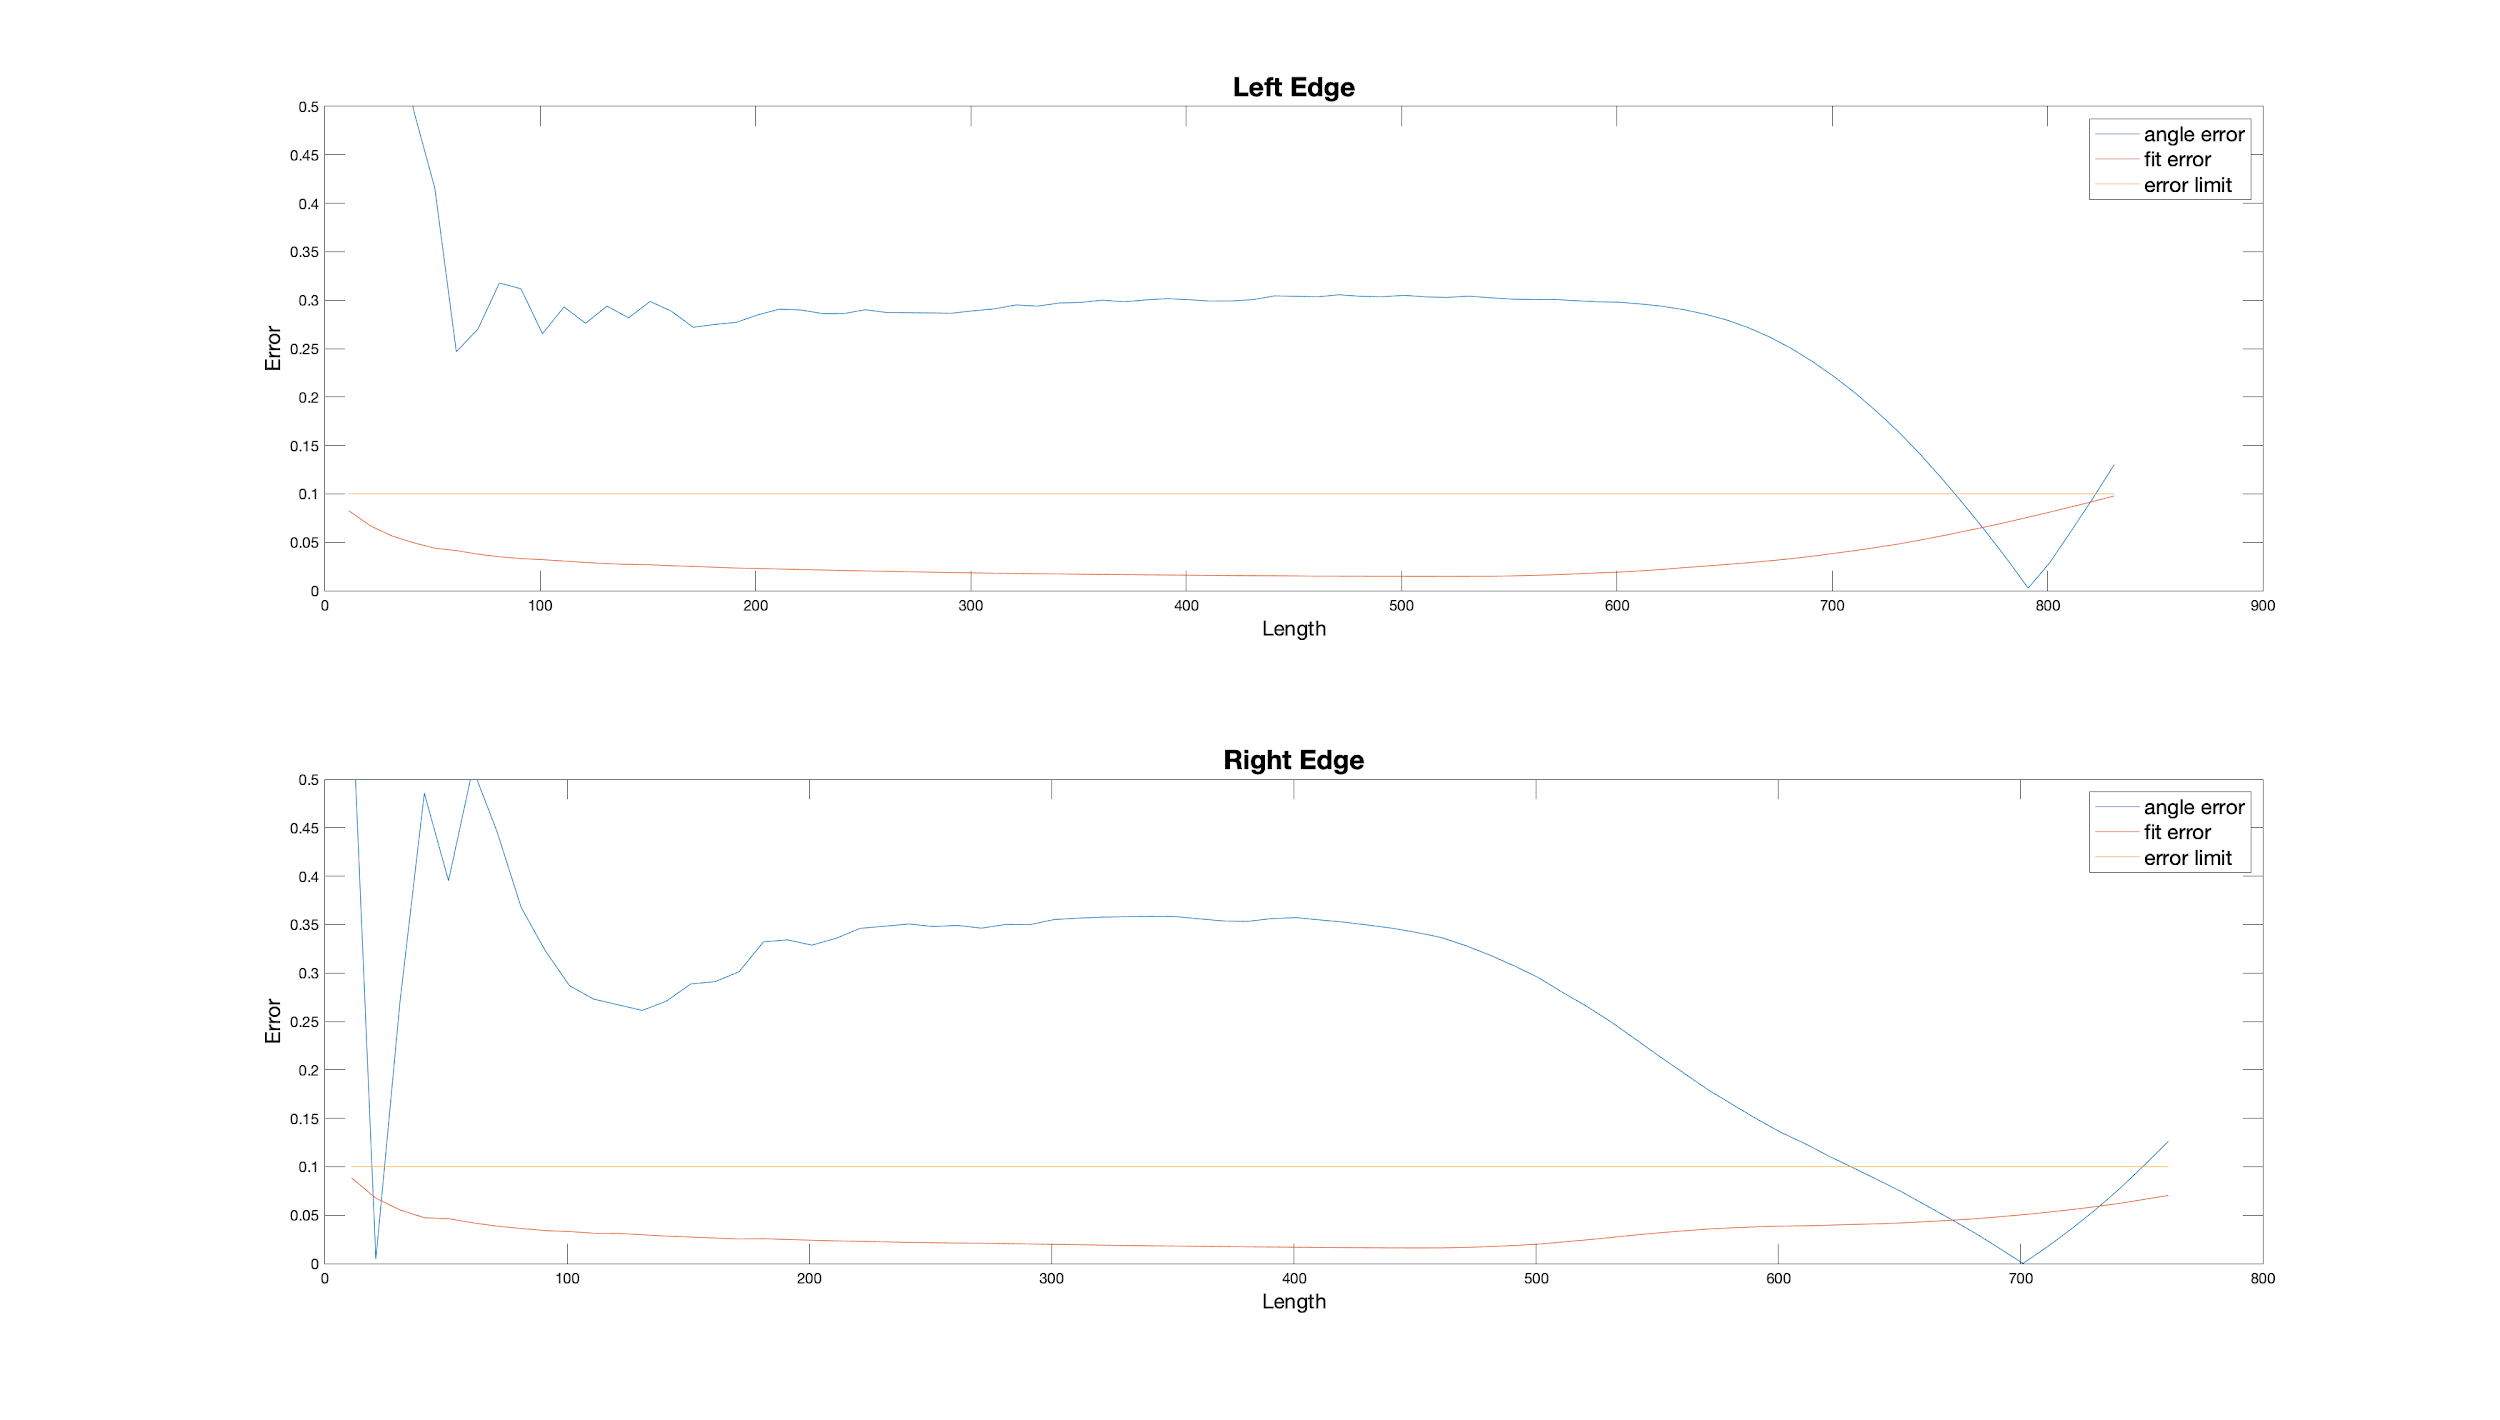 Left Edge
0.5
0.45
0.4
0.35
0.3
0.25
0.2
0.15
0.1
0.05
0
Error
angle error
fit error
error limit
0 100 200 300 400 500 600 700 800 900
Length
Right Edge
0.5
0.45
0.4
0.35
0.3
0.25
0.2
0.15
0.1
0.05
0
Error
angle error
fit error
error limit
0 100 200 300 400 500 600 700 800
Length